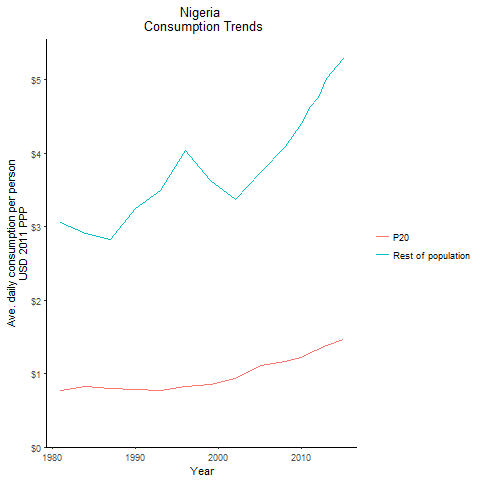 Nigeria
Consumption Trends
$5
$4
$3
$2
$1
$0
Ave. daily consumption per person
USD 2011 PPP
1980
1990
2000
2010
Year
P20
Rest of population